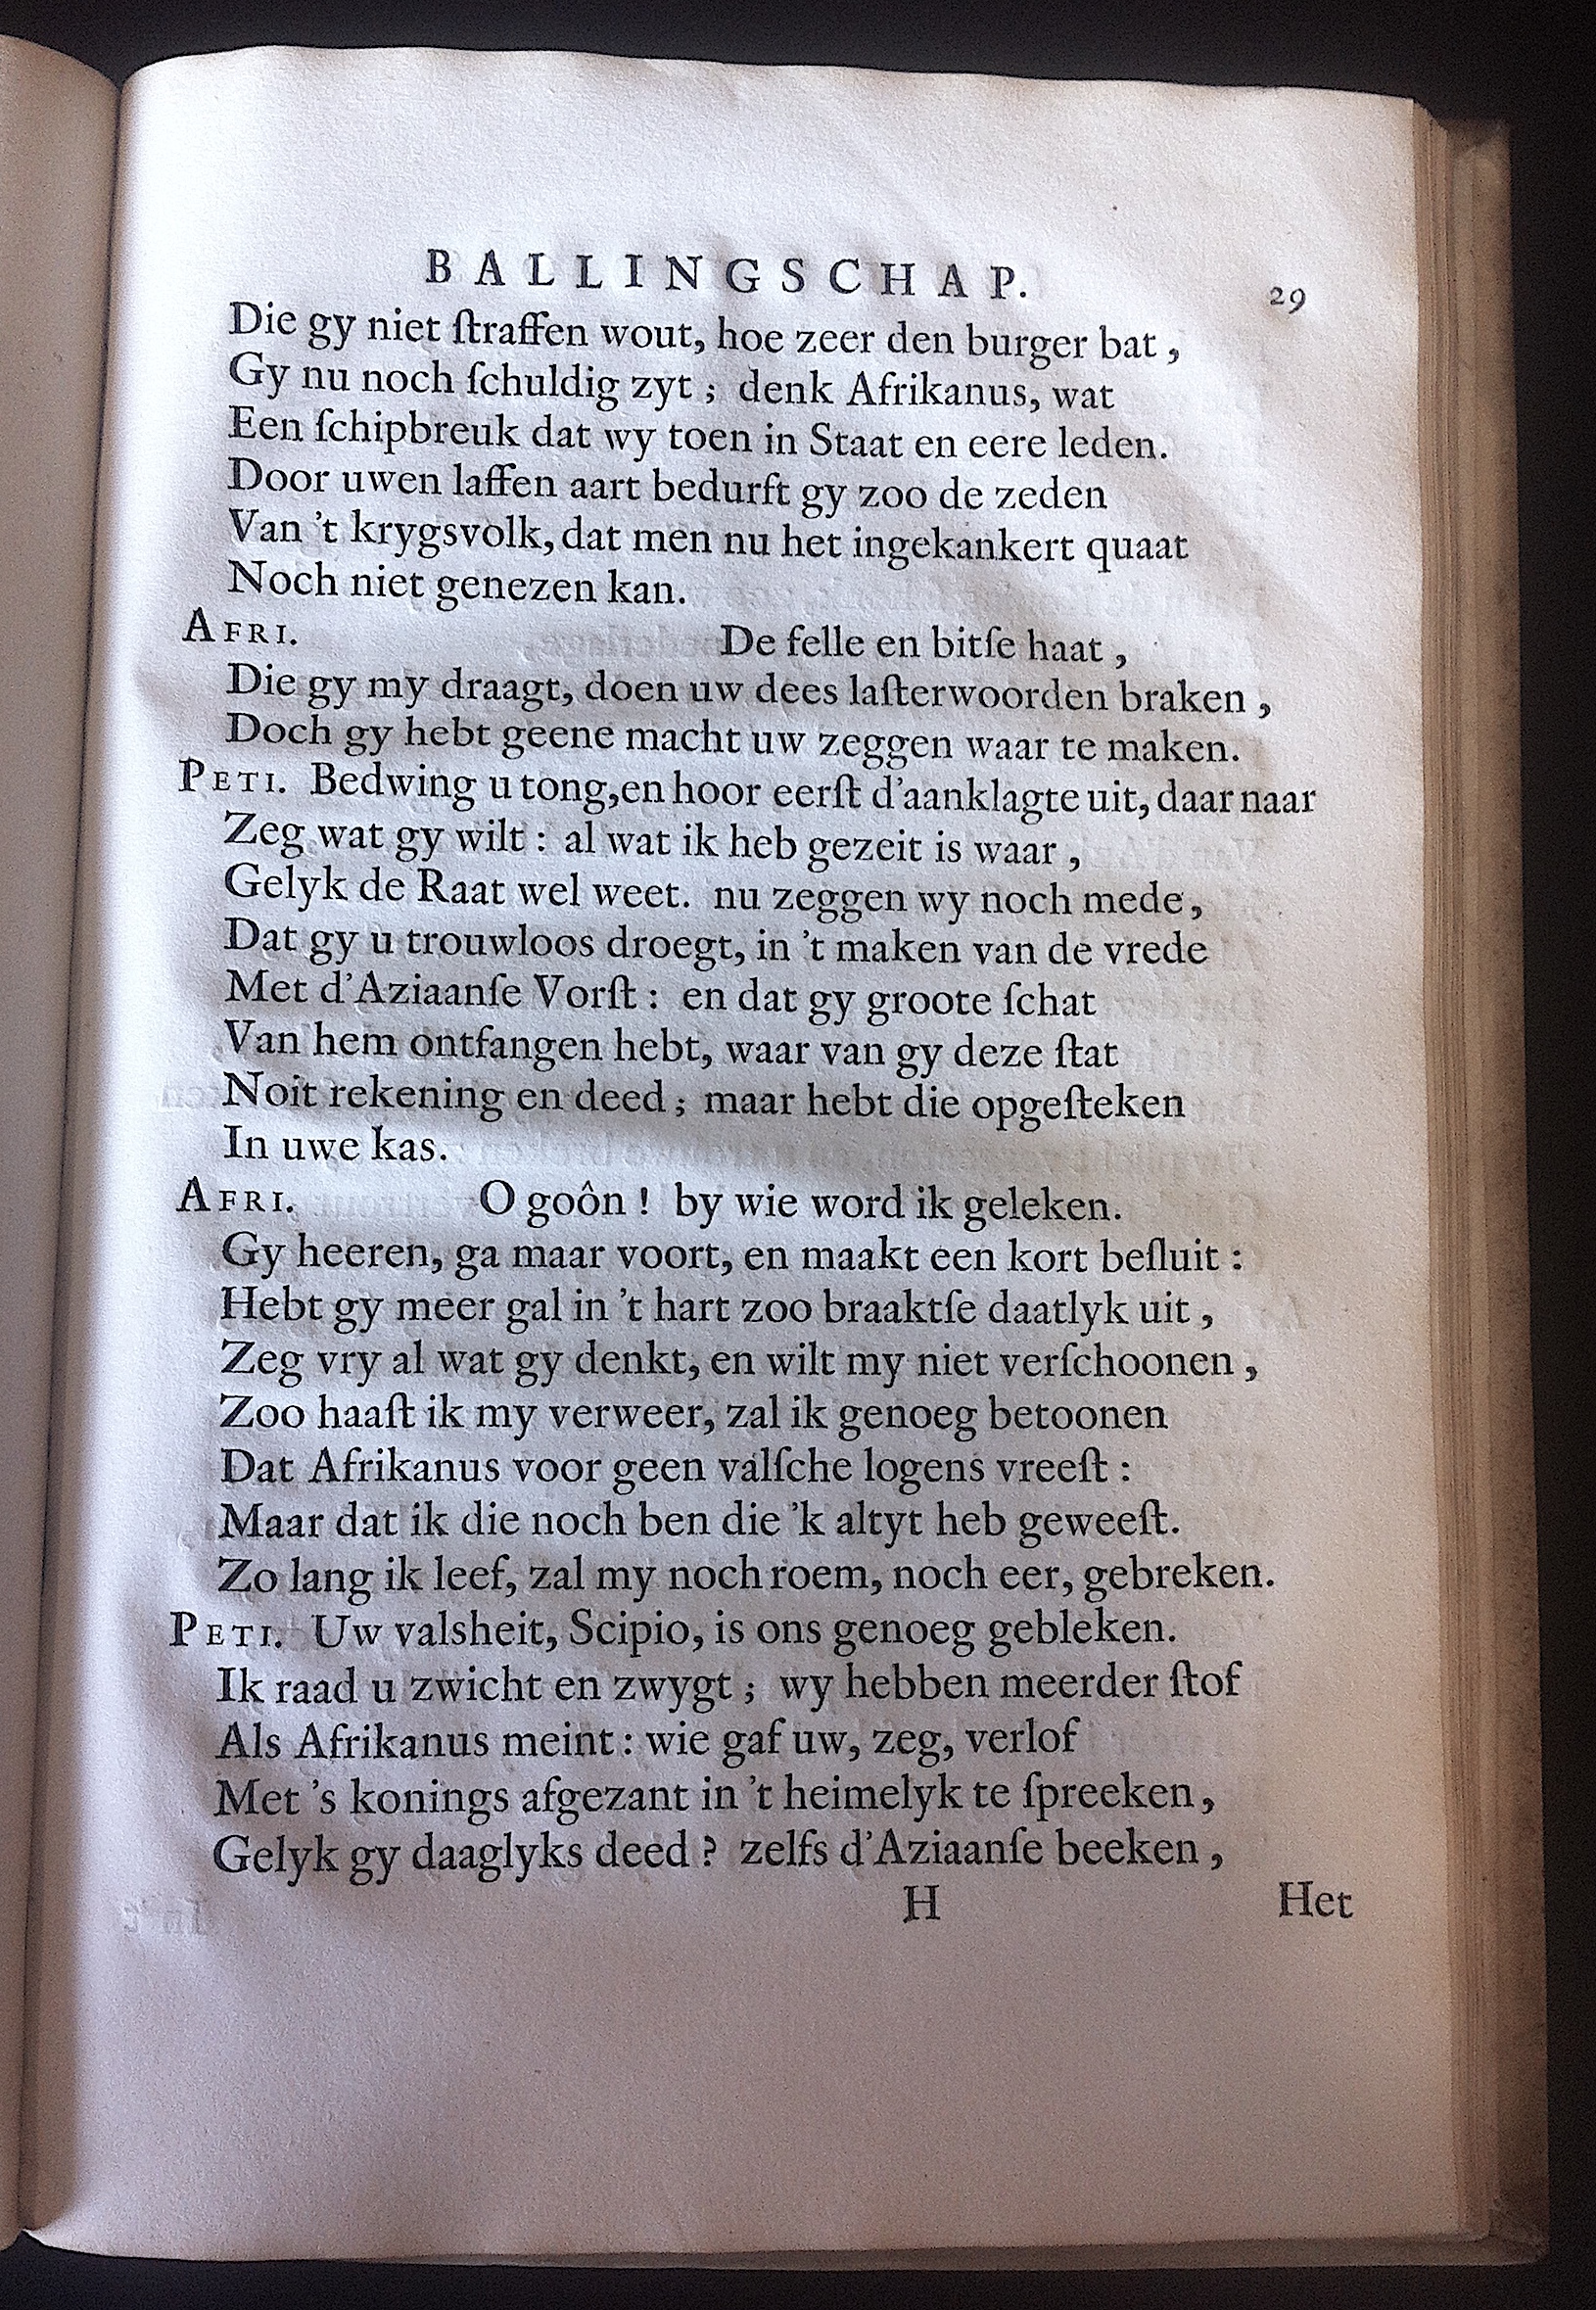 BALLINGSCHAP. 29
Die gy niet ſtraffen wout, hoe zeer den burger bat,
Gy nu noch ſchuldig zyt; denk Afrikanus, wat
Een ſchipbreuk dat wy toen in Staat en eere leden.
Door uwen laffen aart bedurft gy zoo de zeden
Van 't krygsvolk, dat men nu het ingekankert quaat
Noch niet genezen kan.
AFRI. De felle en bitſe haat,
Die gy my draagt, doen uw dees laſterwoorden braken,
Doch gy hebt geene macht uw zeggen waar te maken.
PETI. Bedwing u tong, en hoor eerſt d'aanklagte uit, daar naar
Zeg wat gy wilt: al wat ik heb gezeit is waar,
Gelyk de Raat wel weet. nu zeggen wy noch mede,
Dat gy u trouwloos droegt, in 't maken van de vrede
Met d'Aziaanſe Vorſt: en dat gy groote ſchat
Van hem ontfangen hebt, waar van gy deze ſtat
Noit rekening en deed; maar hebt die opgeſteken
In uwe kas.
AFRI. O goôn! by wie word ik geleken.
Gy heeren, ga maar voort, en maakt een kort beſluit:
Hebt gy meer gal in 't hart zoo braaktſe daatlyk uit,
Zeg vry al wat gy denkt, en wilt my niet verſchoonen,
Zoo haaſt ik my verweer, zal ik genoeg betoonen
Dat Afrikanus voor geen valſche logens vreeſt:
Maar dat ik die noch ben die 'k altyt heb geweeſt.
Zo lang ik leef, zal my noch roem, noch eer, gebreken.
PETI. Uw valsheit, Scipio, is ons genoeg gebleken.
Ik raad u zwicht en zwygt; wy hebben meerder ſtof
Als Afrikanus meint: wie gaf uw, zeg, verlof
Met 's konings afgezant in 't heimelyk te ſpreeken,
Gelyk gy daaglyks deed? zelfs d'Aziaanſe beeken,
H Het